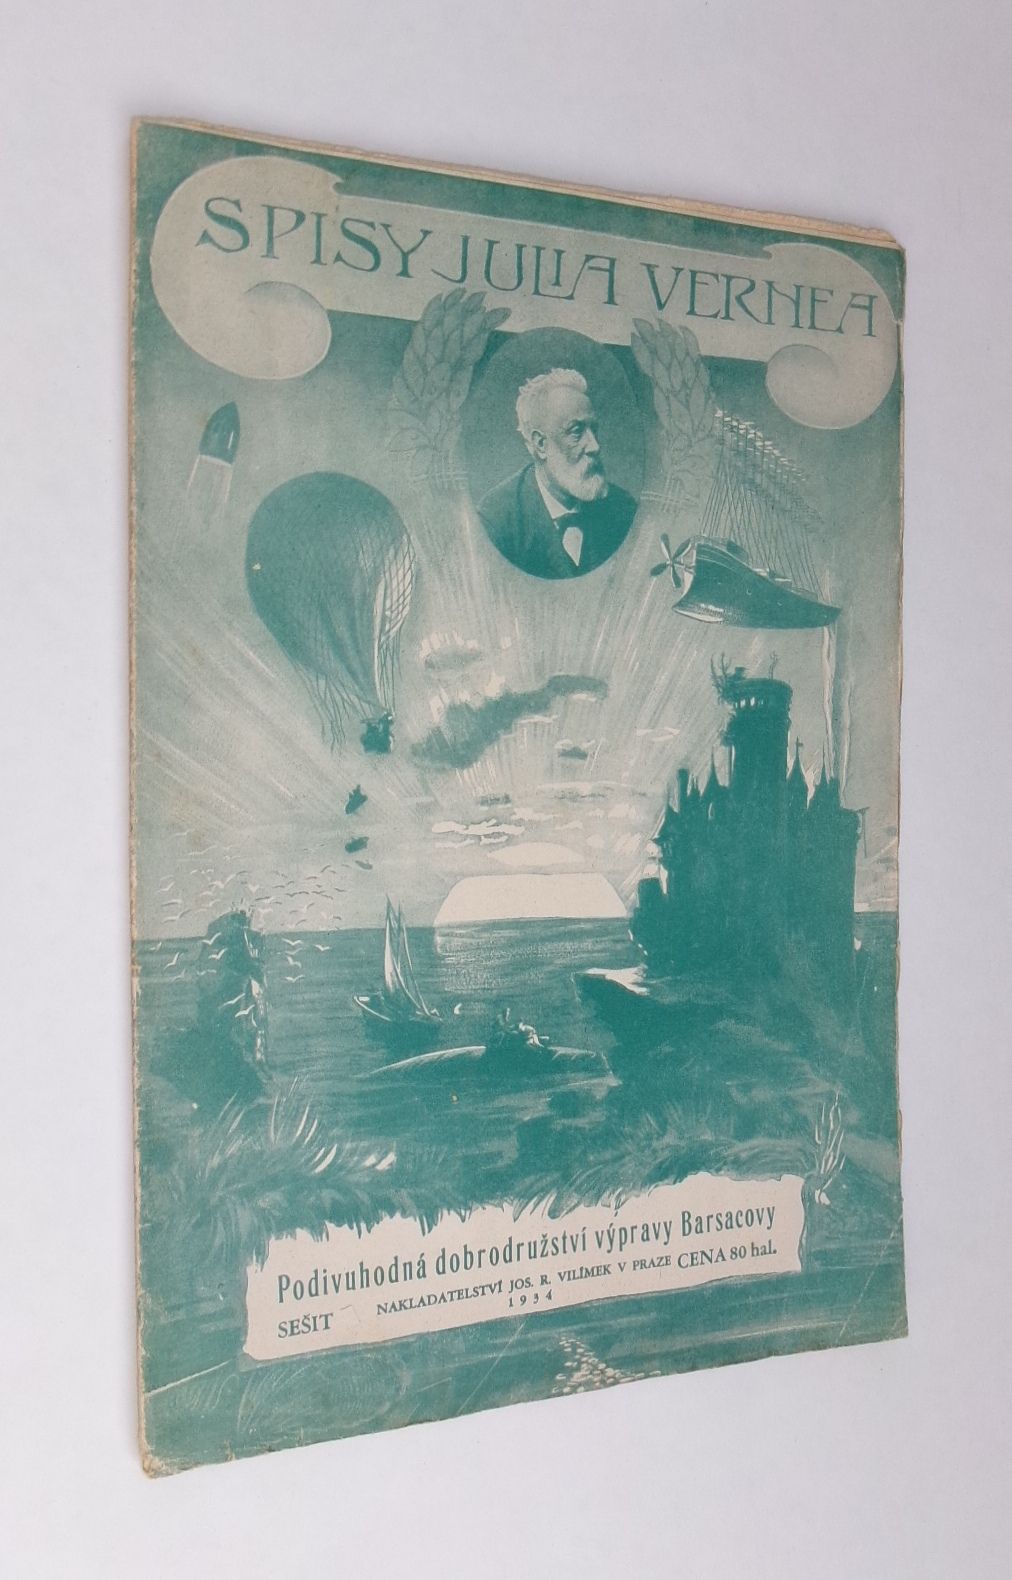 SPISY JULIA VERNEA
Podivuhodná dobrodružství výpravy Barsacovy
SEŠIT NAKLADATELSTVÍ JOS. R. VILÍMEK V PRAZE CENA 80 hal.
1934